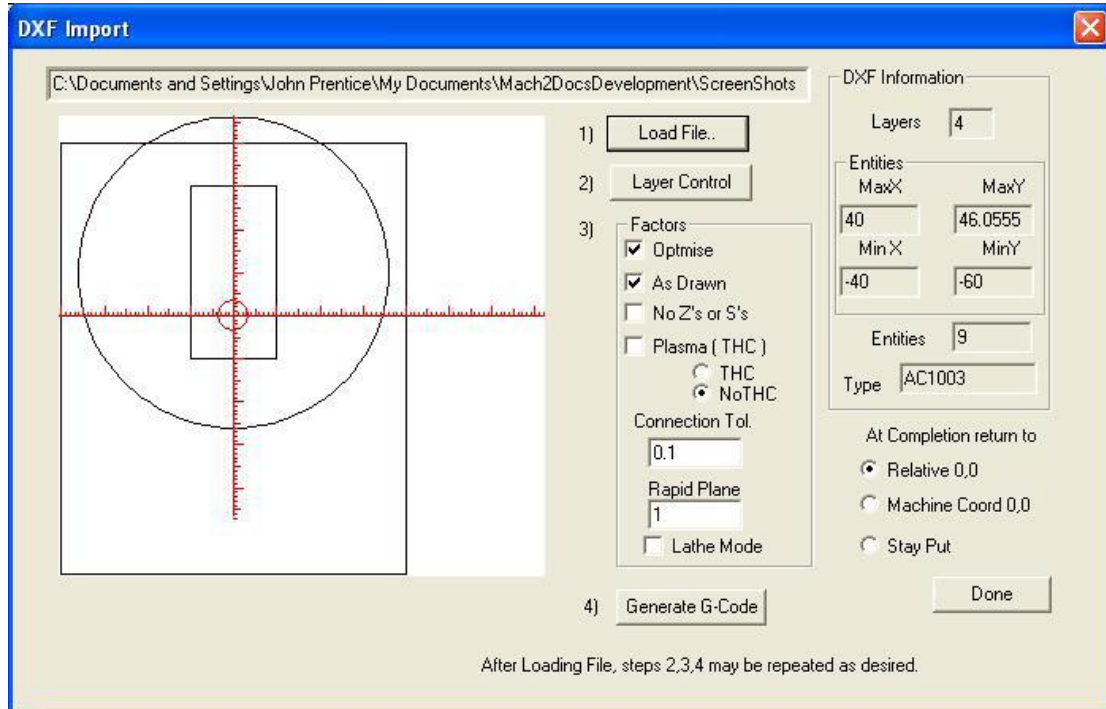 DXF Import
C:\Documents and Settings\John Prentice\My Documents\Mach2DocsDevelopment\ScreenShots
1) Load File..
2) Layer Control
3) Factors
Optmise
As Drawn
No Z's or S's
Plasma ( THC )
THC
NoTHC
Connection Tol.
0.1
Rapid Plane
1
Lathe Mode
4) Generate G-Code
DXF Information
Layers 4
Entities
MaxX MaxY
40 46.0555
Min X MinY
-40 -60
Entities 9
Type AC1003
At Completion return to
Relative 0,0
Machine Coord 0,0
Stay Put
Done
After Loading File, steps 2,3,4 may be repeated as desired.